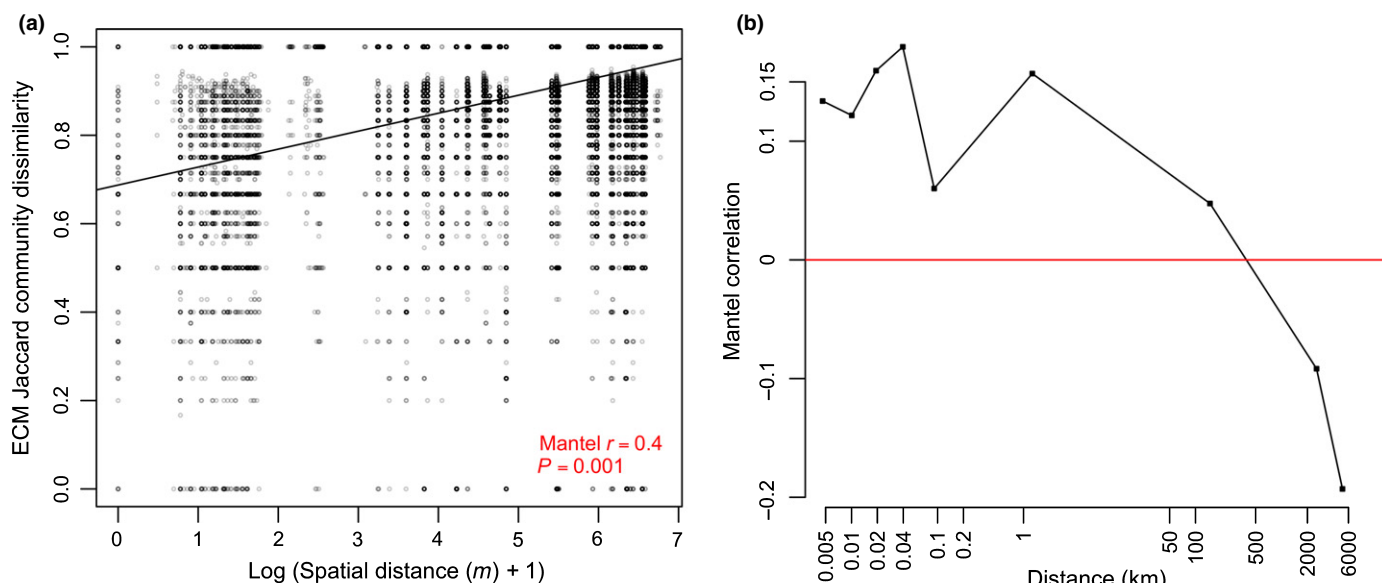 (a)
ECM Jaccard community dissimilarity
1.0
0.8
0.6
0.4
0.2
0.0
Mantel r = 0.4
P = 0.001
0 1 2 3 4 5 6 7
Log (Spatial distance (m) + 1)
(b)
Mantel correlation
0.15
0.1
0
−0.1
−0.2
0.005 0.01 0.02 0.04 0.1 0.2 1 50 100 500 2000 6000
Distance (km)